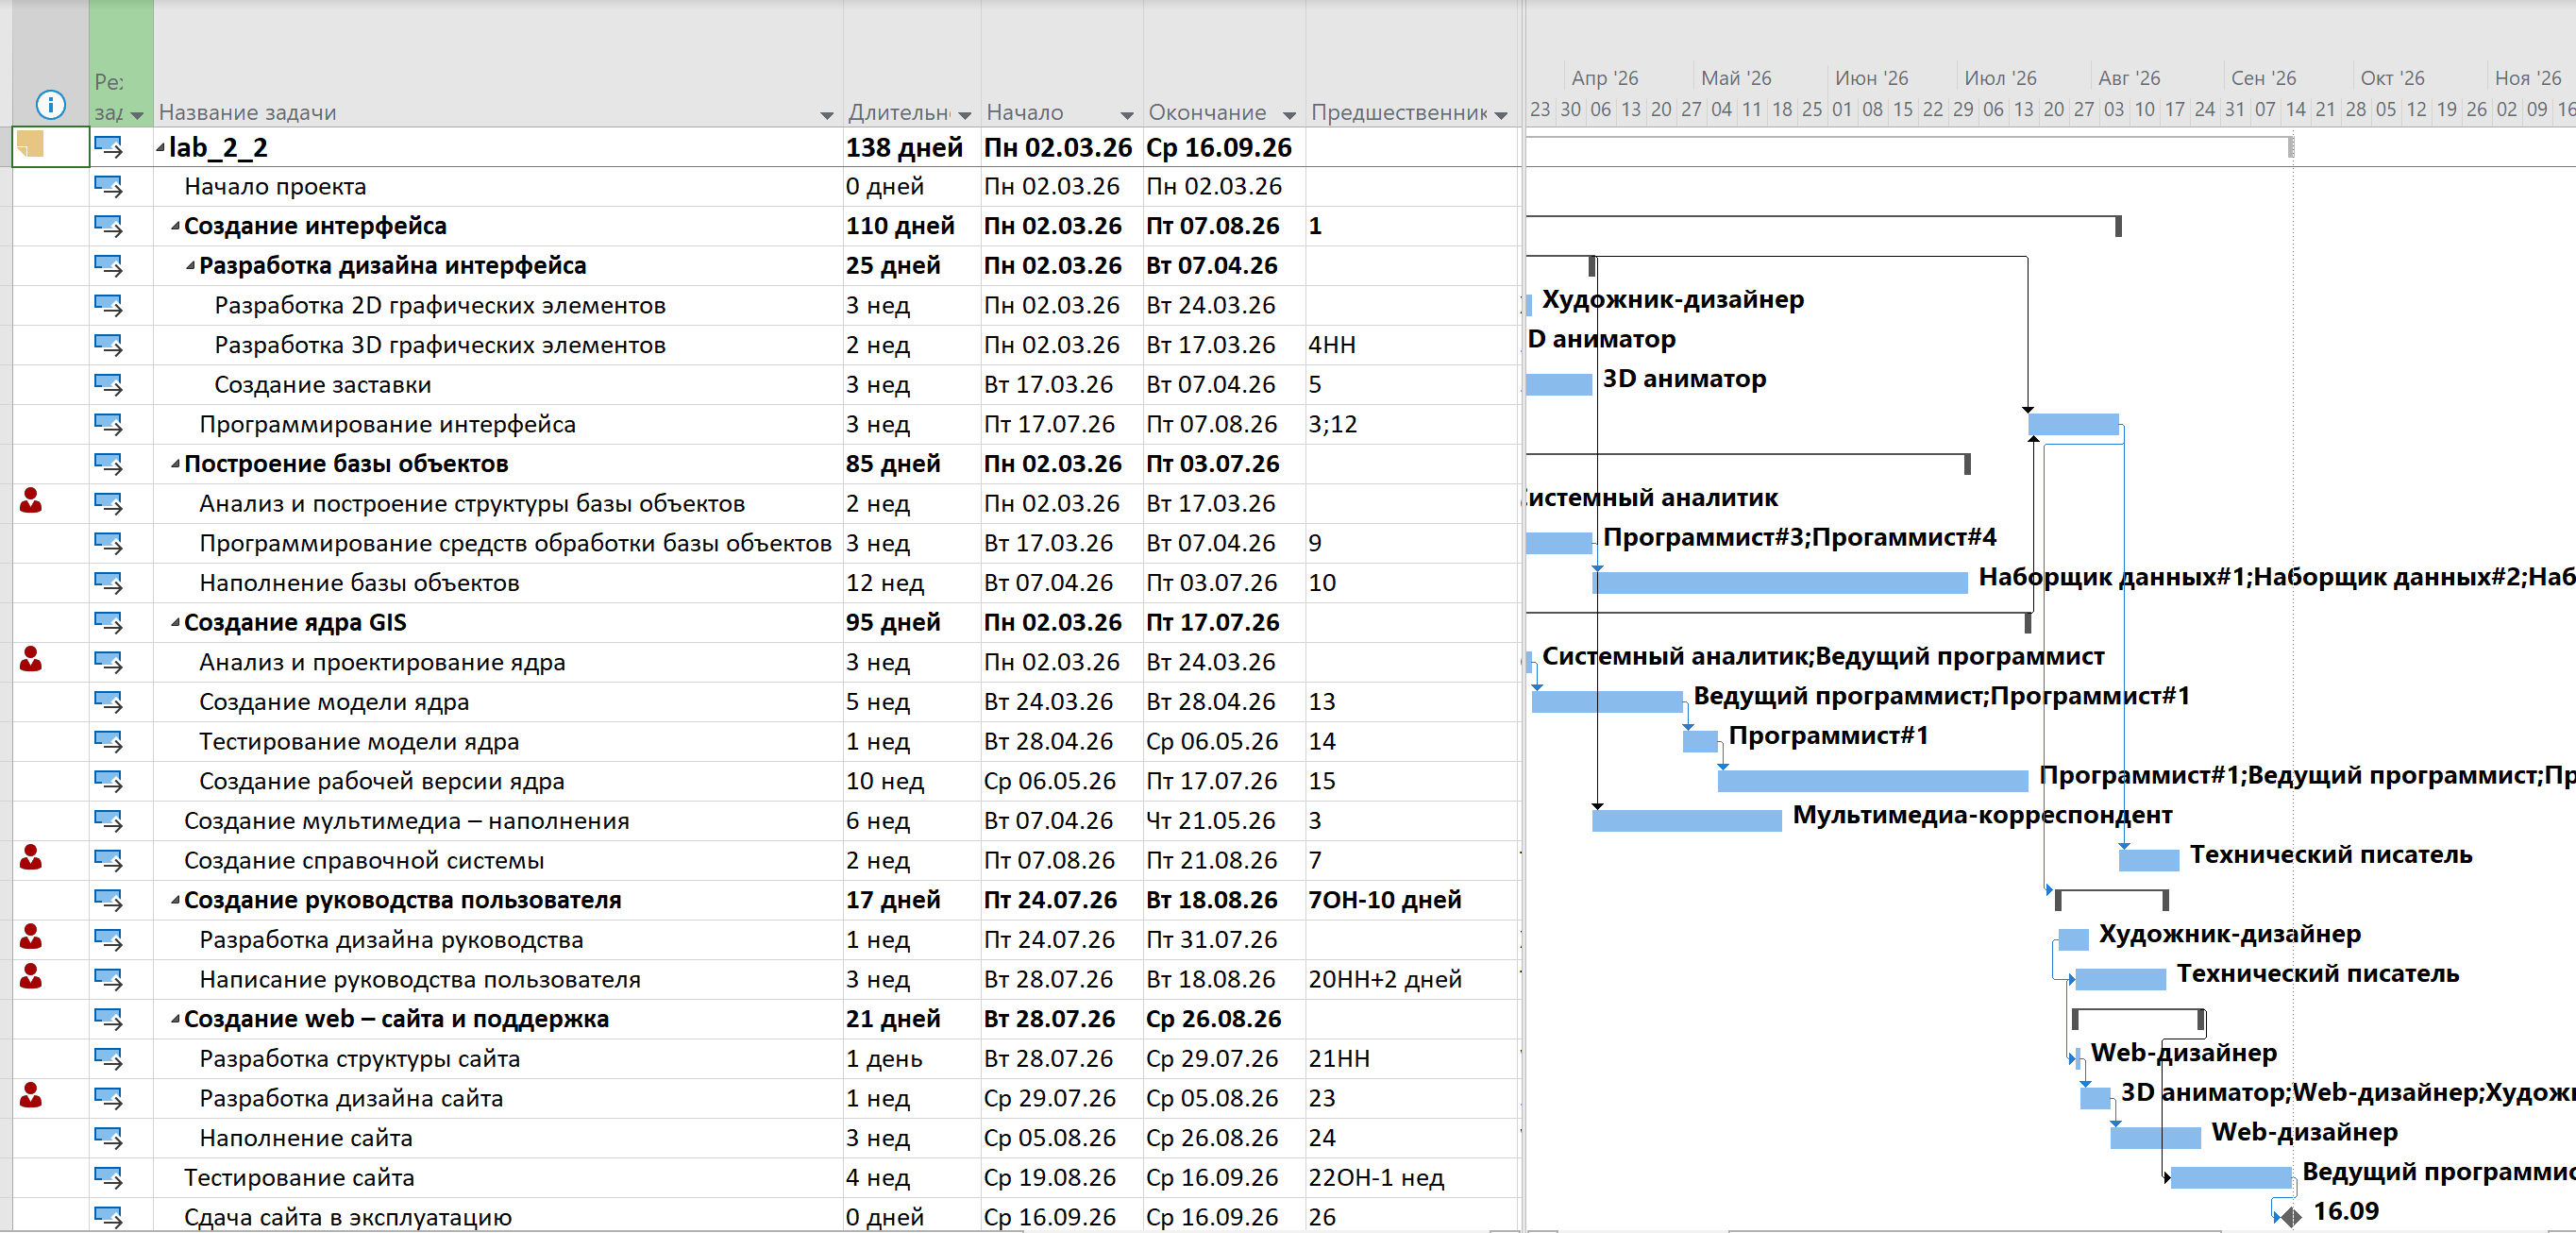 Апр '26 Май '26 Июн '26 Июл '26 Авг '26 Сен '26 Окт '26 Ноя '26
Название задачи Начало Окончание
23 30 06 13 20 27 04 11 18 25 01 08 15 22 29 06 13 20 27 03 10 17 24 31 07 14 21 28 05 12 19 26 02 09 16
lab_2_2 138 дней Пн 02.03.26 Ср 16.09.26
Начало проекта 0 дней Пн 02.03.26 Пн 02.03.26
Создание интерфейса 110 дней Пн 02.03.26 Пт 07.08.26 1
Разработка дизайна интерфейса 25 дней Пн 02.03.26 Вт 07.04.26
Разработка 2D графических элементов 3 нед Пн 02.03.26 Вт 24.03.26 Художник-дизайнер
Разработка 3D графических элементов 2 нед Пн 02.03.26 Вт 17.03.26 4НН D аниматор
Создание заставки 3 нед Вт 17.03.26 Вт 07.04.26 5 3D аниматор
Программирование интерфейса 3 нед Пт 17.07.26 Пт 07.08.26 3;12
Построение базы объектов 85 дней Пн 02.03.26 Пт 03.07.26
Анализ и построение структуры базы объектов 2 нед Пн 02.03.26 Вт 17.03.26 истемный аналитик
Программирование средств обработки базы объектов 3 нед Вт 17.03.26 Вт 07.04.26 9 Программист#3;Прогаммист#4
Наполнение базы объектов 12 нед Вт 07.04.26 Пт 03.07.26 10 Наборщик данных#1;Наборщик данных#2;Наб
Создание ядра GIS 95 дней Пн 02.03.26 Пт 17.07.26
Анализ и проектирование ядра 3 нед Пн 02.03.26 Вт 24.03.26 Системный аналитик;Ведущий программист
Создание модели ядра 5 нед Вт 24.03.26 Вт 28.04.26 13 Ведущий программист;Программист#1
Тестирование модели ядра 1 нед Вт 28.04.26 Ср 06.05.26 14 Программист#1
Создание рабочей версии ядра 10 нед Ср 06.05.26 Пт 17.07.26 15 Программист#1;Ведущий программист;Пр
Создание мультимедиа – наполнения 6 нед Вт 07.04.26 Чт 21.05.26 3 Мультимедиа-корреспондент
Создание справочной системы 2 нед Пт 07.08.26 Пт 21.08.26 7 Технический писатель
Создание руководства пользователя 17 дней Пт 24.07.26 Вт 18.08.26 7ОН-10 дней
Разработка дизайна руководства 1 нед Пт 24.07.26 Пт 31.07.26 Художник-дизайнер
Написание руководства пользователя 3 нед Вт 28.07.26 Вт 18.08.26 20НН+2 дней Технический писатель
Создание web – сайта и поддержка 21 дней Вт 28.07.26 Ср 26.08.26
Разработка структуры сайта 1 день Вт 28.07.26 Ср 29.07.26 21НН Web-дизайнер
Разработка дизайна сайта 1 нед Ср 29.07.26 Ср 05.08.26 23 3D аниматор;Web-дизайнер;Худож
Наполнение сайта 3 нед Ср 05.08.26 Ср 26.08.26 24 Web-дизайнер
Тестирование сайта 4 нед Ср 19.08.26 Ср 16.09.26 22ОН-1 нед Ведущий программис
Сдача сайта в эксплуатацию 0 дней Ср 16.09.26 Ср 16.09.26 26 16.09